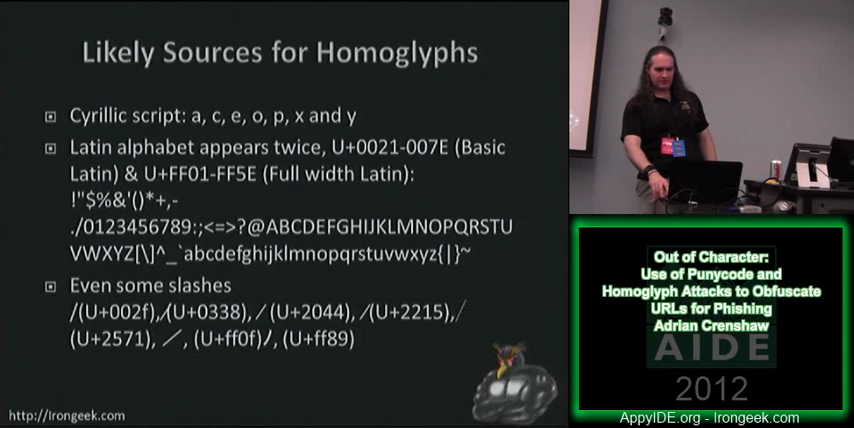 Likely Sources for Homoglyphs
Cyrillic script: a, c, e, o, p, x and y
Latin alphabet appears twice, U+0021-007E (Basic
Latin) & U+FF01-FF5E (Full width Latin):
!"$%&'()*+,-
./0123456789:;<=>?@ABCDEFGHIJKLMNOPQRSTU
VWXYZ[\]^_`abcdefghijklmnopqrstuvwxyz{|}~
Even some slashes
/(U+002f),̸(U+0338), ⁄ (U+2044), ∕(U+2215),╱
(U+2571), ／, (U+ff0f)ﾉ, (U+ff89)
http://Irongeek.com
Out of Character:
Use of Punycode and
Homoglyph Attacks to Obfuscate
URLs for Phishing
Adrian Crenshaw
AIDE
2012
AppyIDE.org - Irongeek.com